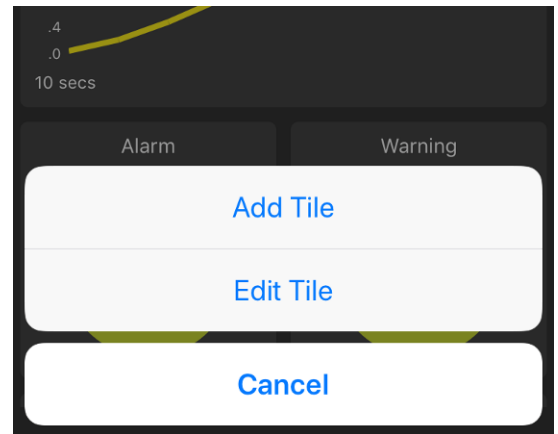 .4
.0
10 secs
Alarm
Warning
Add Tile
Edit Tile
Cancel